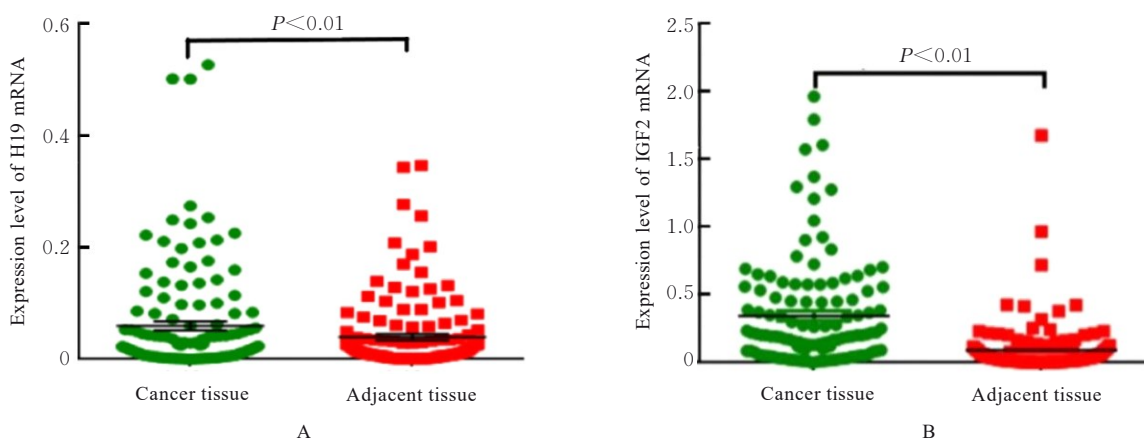 Expression level of H19 mRNA
0.6
0.4
0.2
0
P<0.01
Cancer tissue
Adjacent tissue
A
Expression level of IGF2 mRNA
2.5
2.0
1.5
1.0
0.5
0
P<0.01
Cancer tissue
Adjacent tissue
B